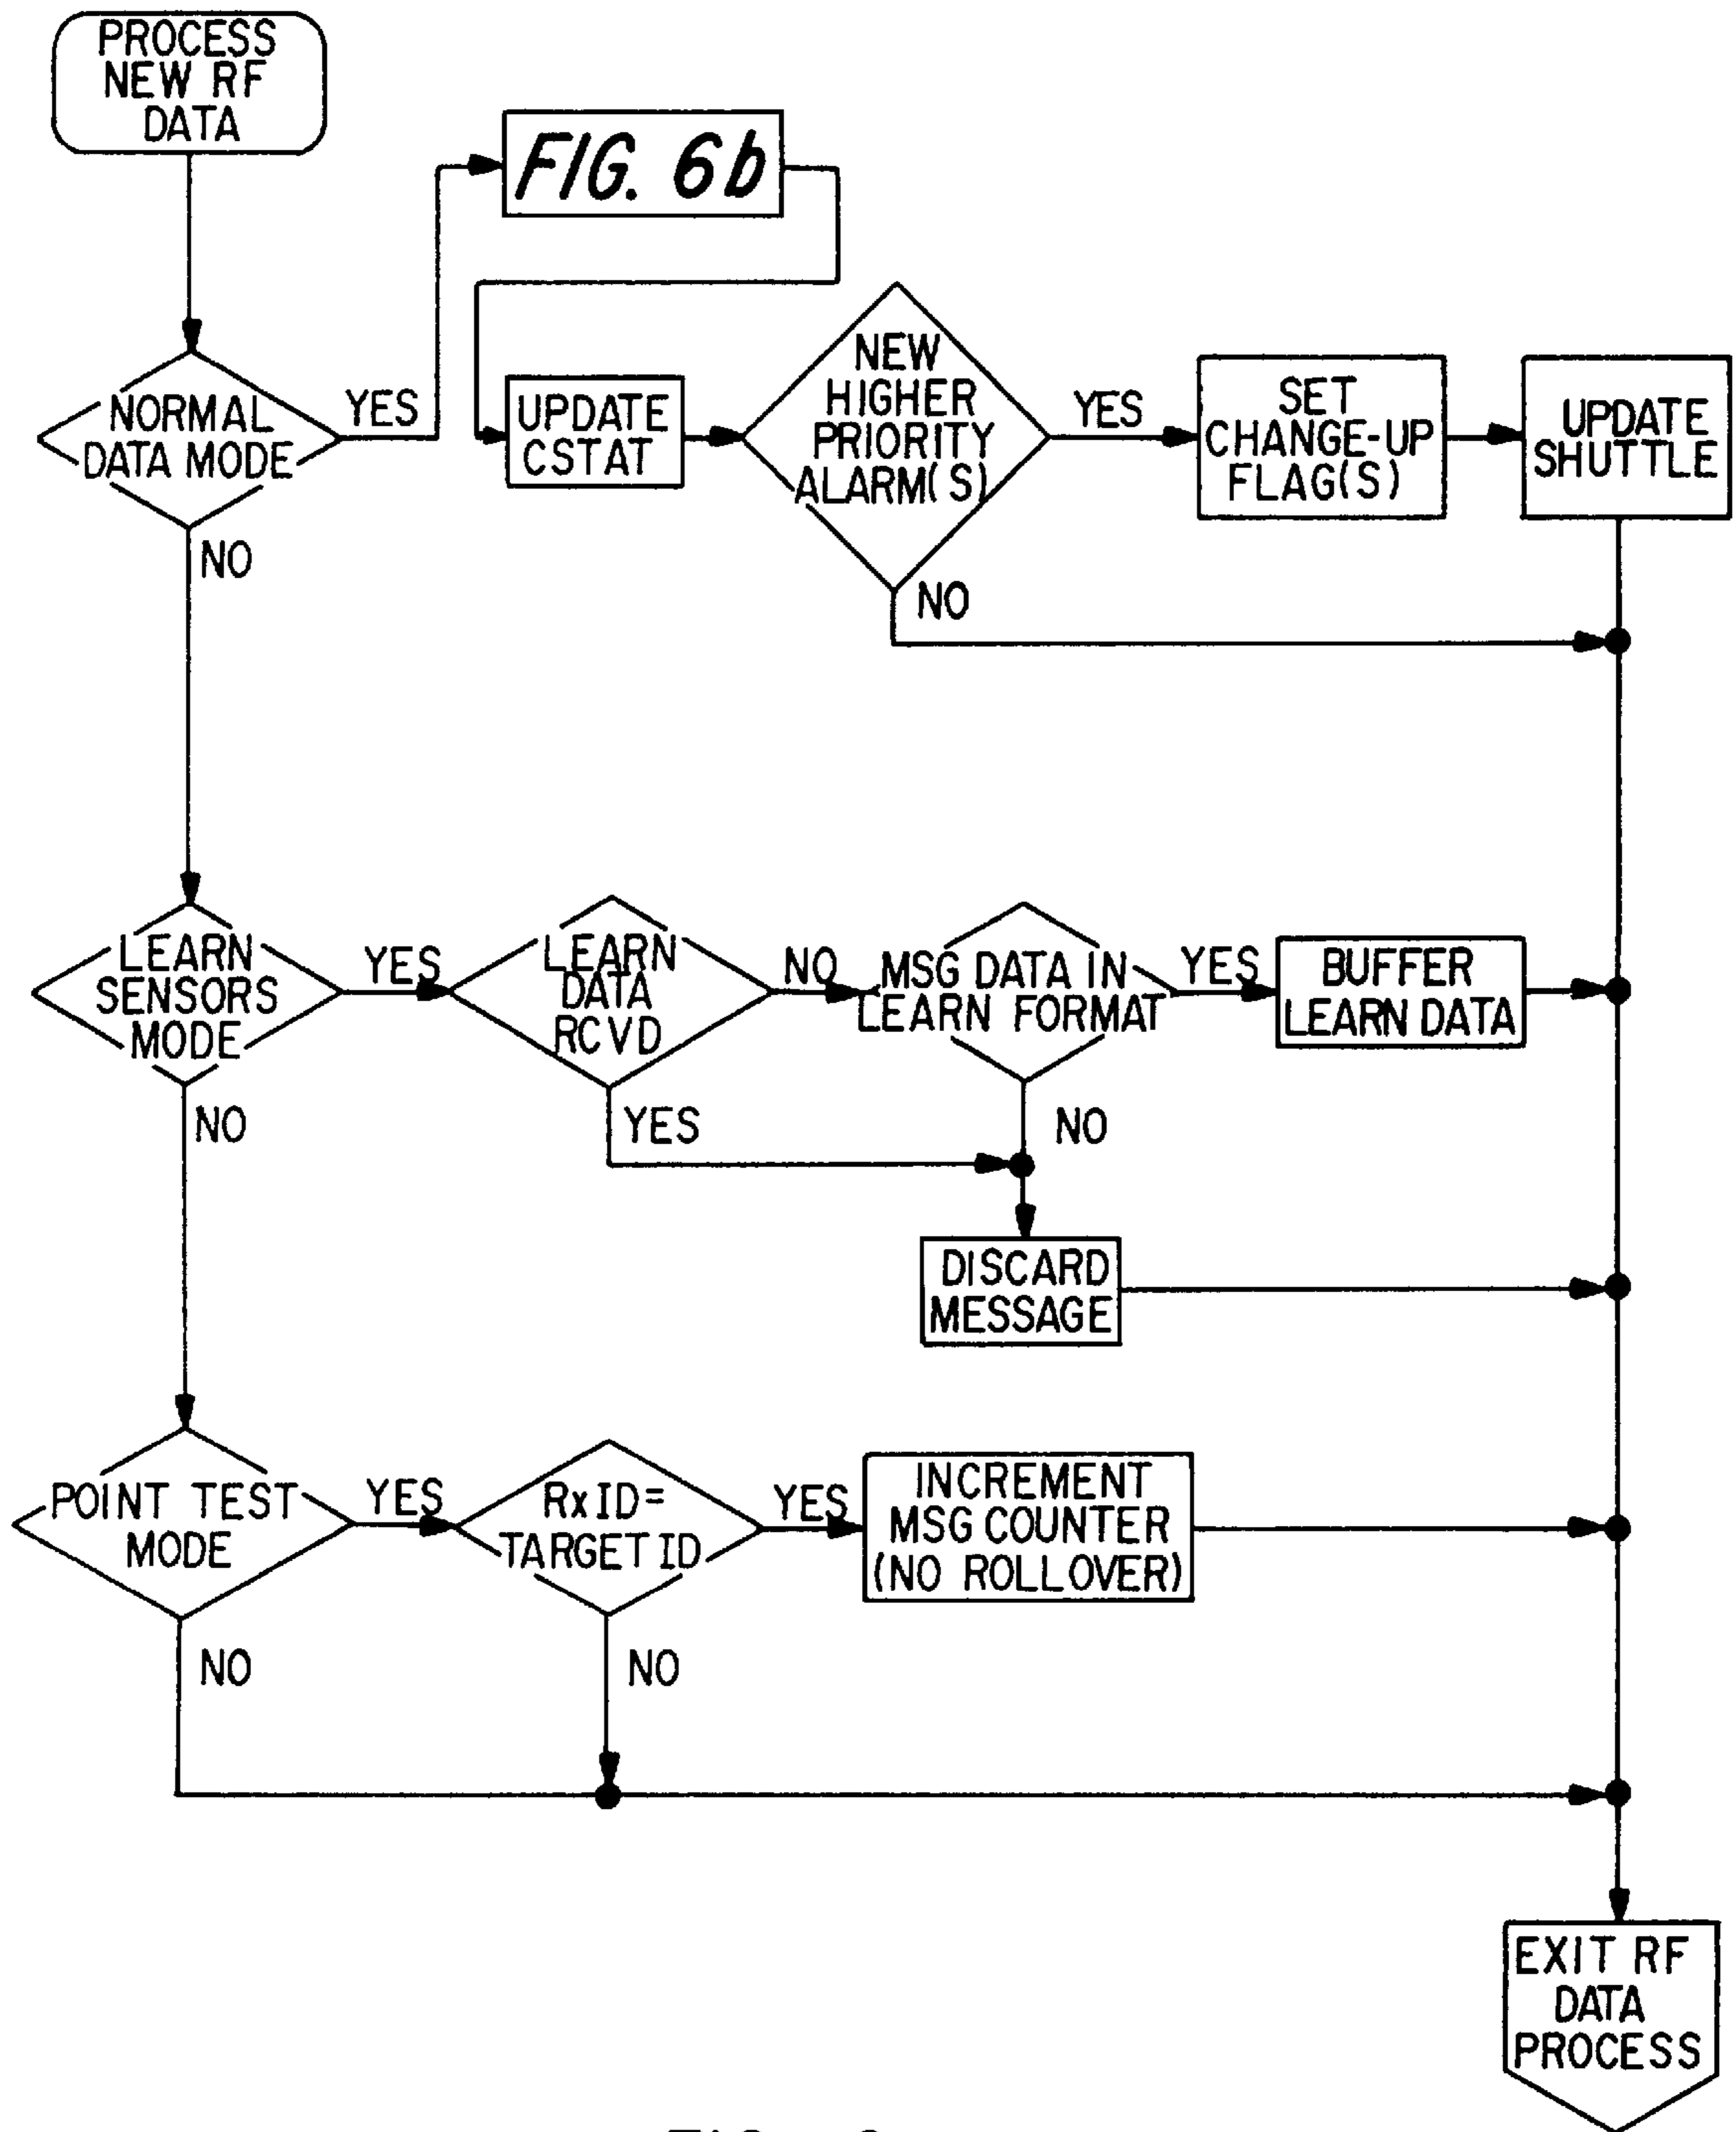 PROCESS
NEW RF
DATA
FIG. 6b
NORMAL
DATA MODE
YES
NO
UPDATE
CSTAT
NEW
HIGHER
PRIORITY
ALARM(S)
YES
NO
SET
CHANGE-UP
FLAG(S)
UPDATE
SHUTTLE
LEARN
SENSORS
MODE
YES
NO
LEARN
DATA
RCVD
NO
YES
MSG DATA IN
LEARN FORMAT
YES
NO
BUFFER
LEARN DATA
DISCARD
MESSAGE
POINT TEST
MODE
YES
NO
RxID=
TARGET ID
YES
NO
INCREMENT
MSG COUNTER
(NO ROLLOVER)
EXIT RF
DATA
PROCESS